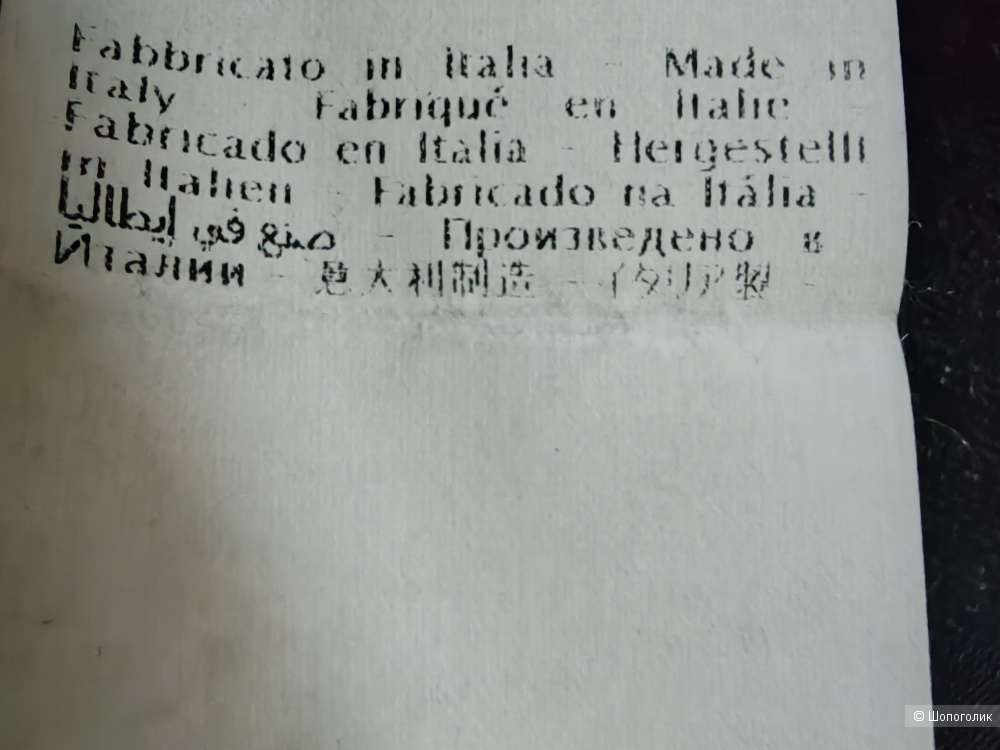 Fabbricato in Italia - Made in
Italy - Fabriqué en Italie -
Fabricado en Italia - Hergestellt
in Italien - Fabricado na Itália -
صنع في إيطاليا - Произведено в
Италии - 意大利制造 - イタリア製 -
© Шопоголик